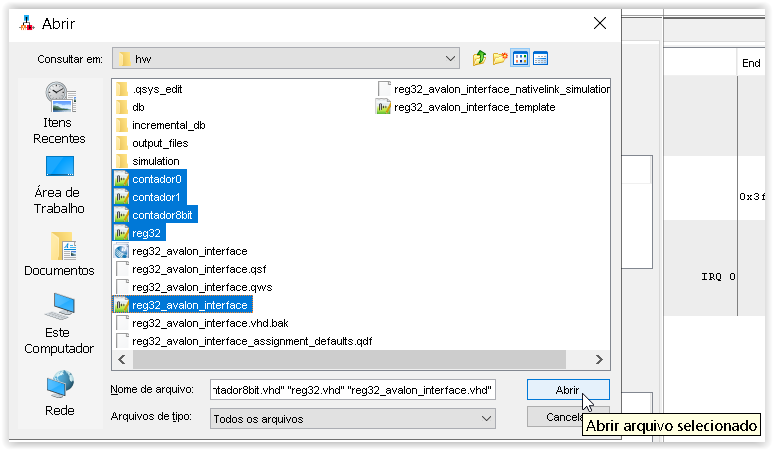 Abrir
Consultar em:
hw
End
Itens
Recentes
Área de
Trabalho
Documentos
Este
Computador
Rede
.qsys_edit
db
incremental_db
output_files
simulation
contador0
contador1
contador8bit
reg32
reg32_avalon_interface
reg32_avalon_interface.qsf
reg32_avalon_interface.qws
reg32_avalon_interface
reg32_avalon_interface.vhd.bak
reg32_avalon_interface_assignment_defaults.qdf
reg32_avalon_interface_nativelink_simulation
reg32_avalon_interface_template
0x3f
IRQ 0
Nome de arquivo:
ntador8bit.vhd" "reg32.vhd" "reg32_avalon_interface.vhd"
Abrir
Arquivos de tipo:
Todos os arquivos
Cancela
Abrir arquivo selecionado